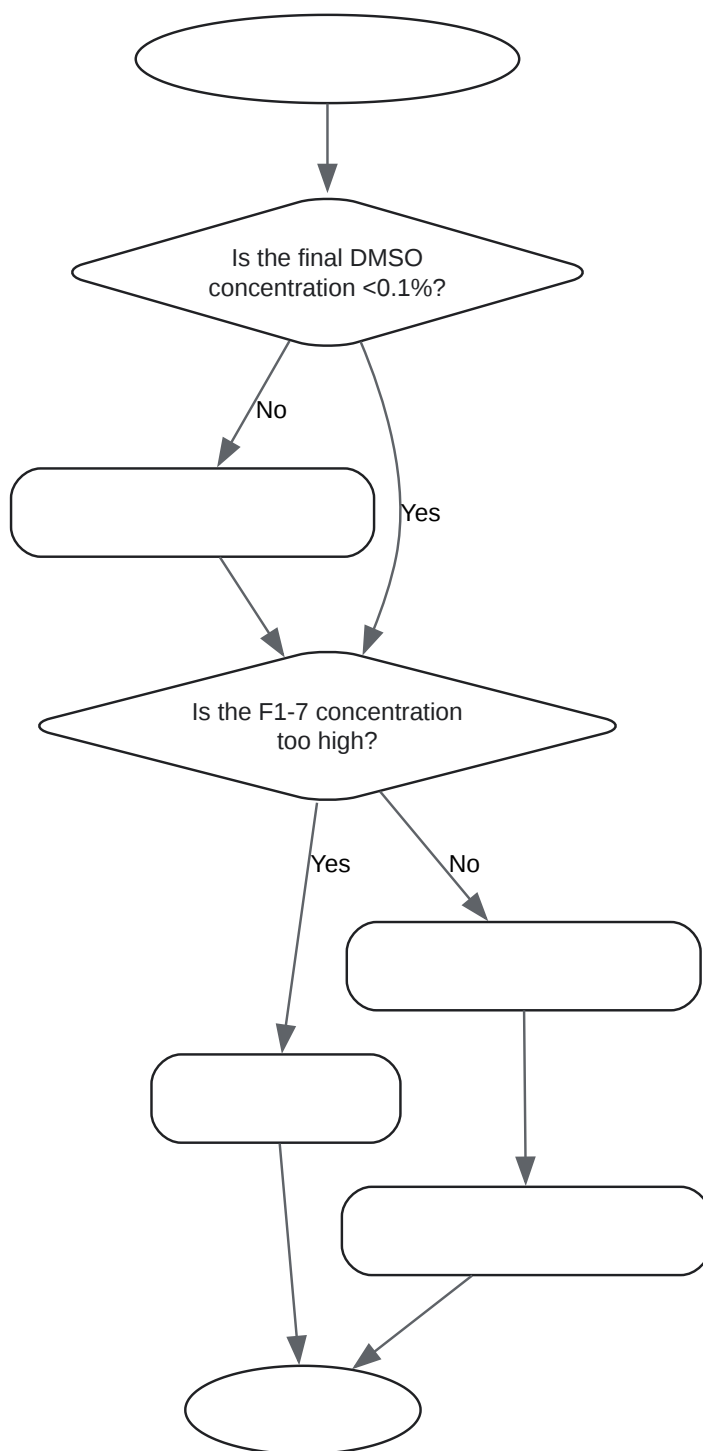 Is the final DMSO
concentration <0.1%?
No
Yes
Is the F1-7 concentration
too high?
Yes
No